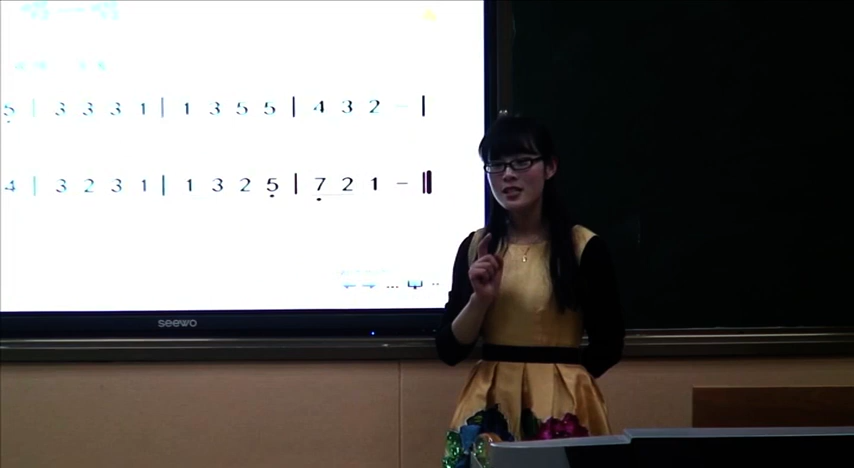 5 | 3 3 3 1 | 1 3 5 5 | 4 3 2 – |
4 | 3 2 3 1 | 1 3 2 5 | 7 2 1 – ‖
seewo